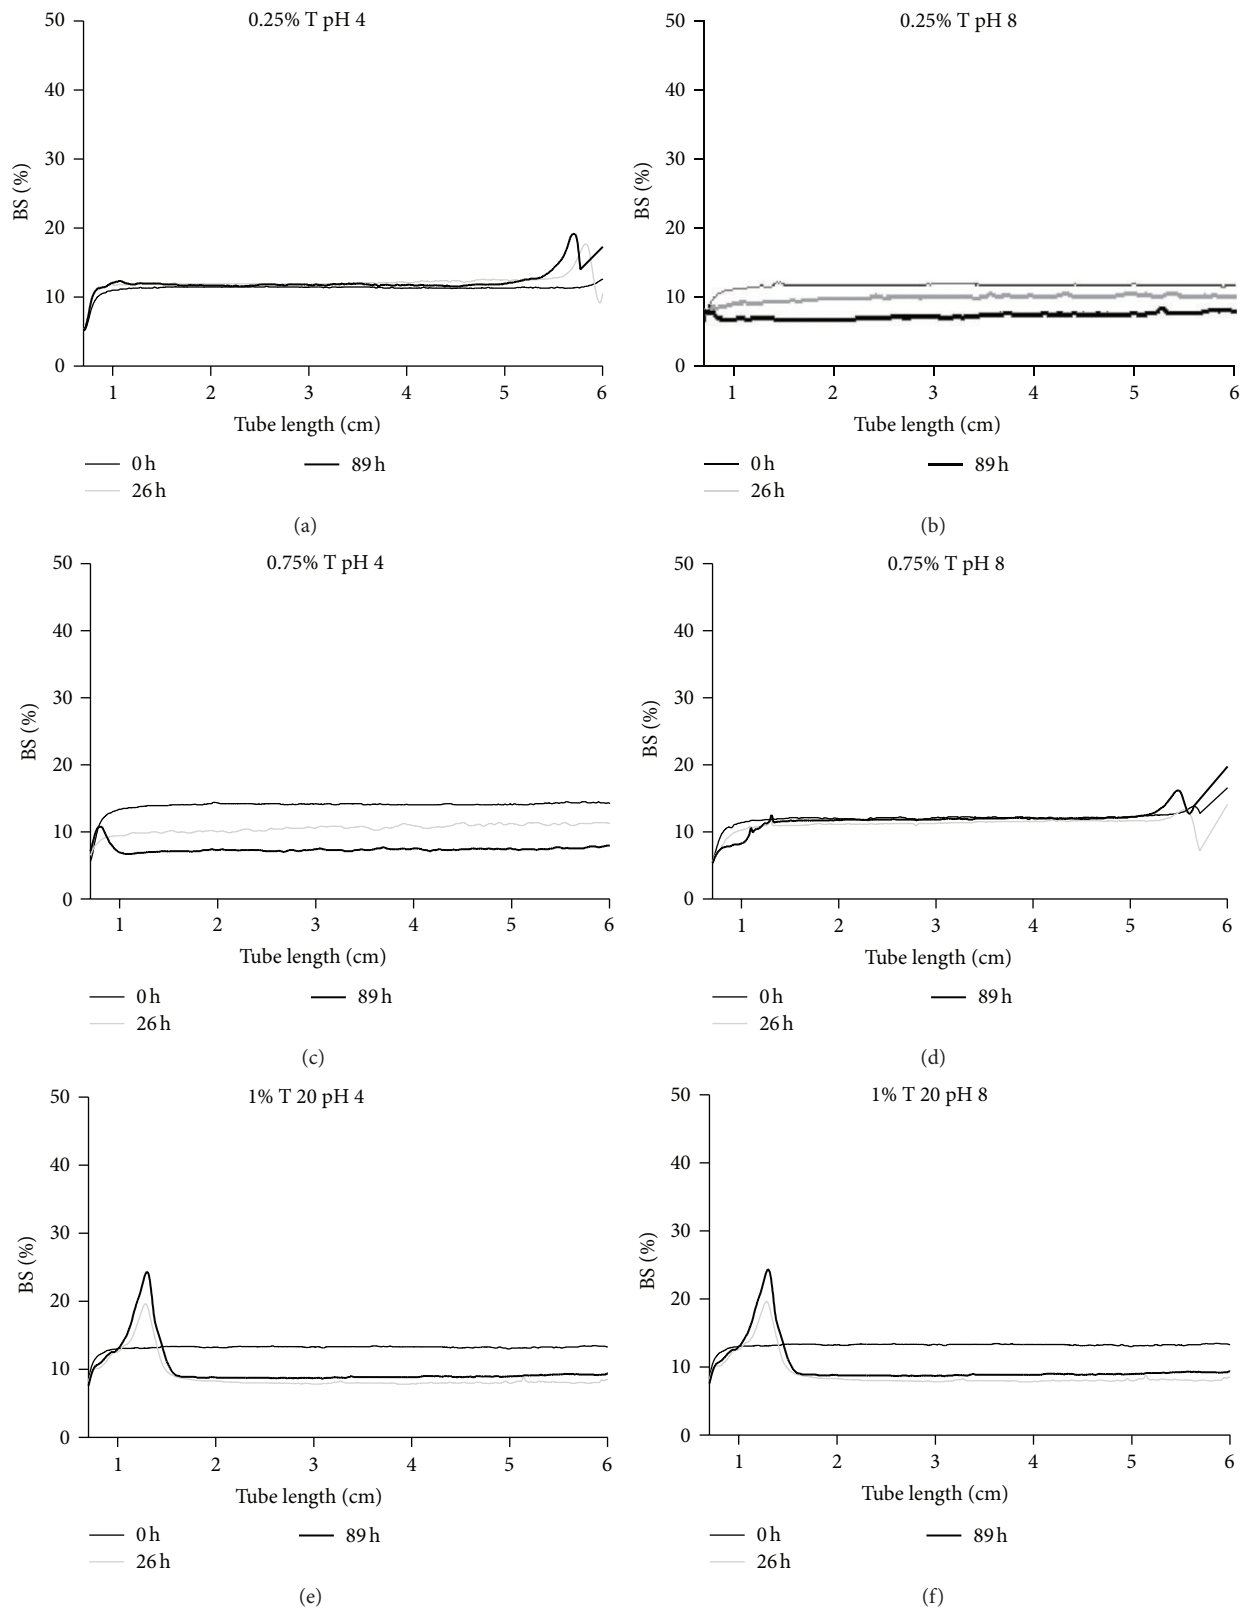 0.25% T pH 4
50
40
30
20
10
0
BS (%)
1 2 3 4 5 6
Tube length (cm)
0 h 89 h
26 h
(a)
0.25% T pH 8
50
40
30
20
10
0
BS (%)
1 2 3 4 5 6
Tube length (cm)
0 h 89 h
26 h
(b)
0.75% T pH 4
50
40
30
20
10
0
BS (%)
1 2 3 4 5 6
Tube length (cm)
0 h 89 h
26 h
(c)
0.75% T pH 8
50
40
30
20
10
0
BS (%)
1 2 3 4 5 6
Tube length (cm)
0 h 89 h
26 h
(d)
1% T 20 pH 4
50
40
30
20
10
0
BS (%)
1 2 3 4 5 6
Tube length (cm)
0 h 89 h
26 h
(e)
1% T 20 pH 8
50
40
30
20
10
0
BS (%)
1 2 3 4 5 6
Tube length (cm)
0 h 89 h
26 h
(f)